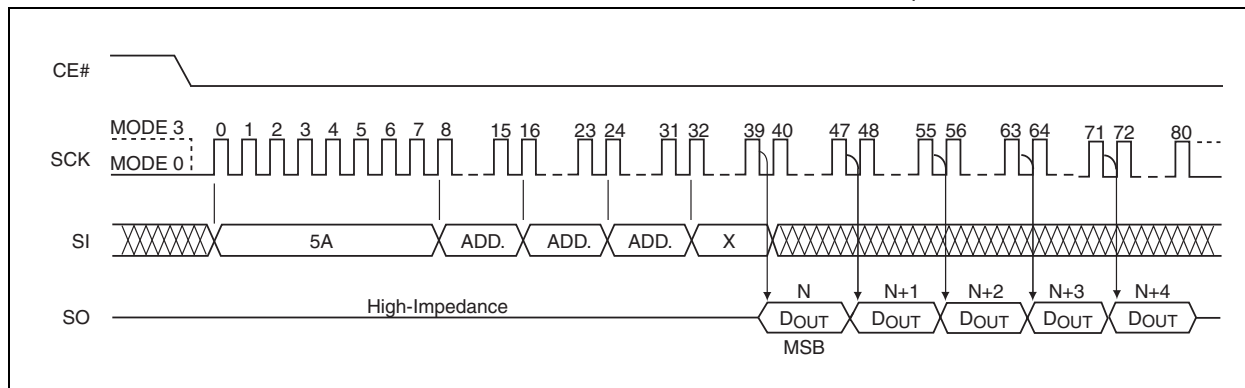 CE#
MODE 3
0 1 2 3 4 5 6 7 8 15 16 23 24 31 32 39 40 47 48 55 56 63 64 71 72 80
SCK
MODE 0
SI
5A ADD. ADD. ADD. X
High-Impedance
N N+1 N+2 N+3 N+4
SO
DOUT DOUT DOUT DOUT DOUT
MSB